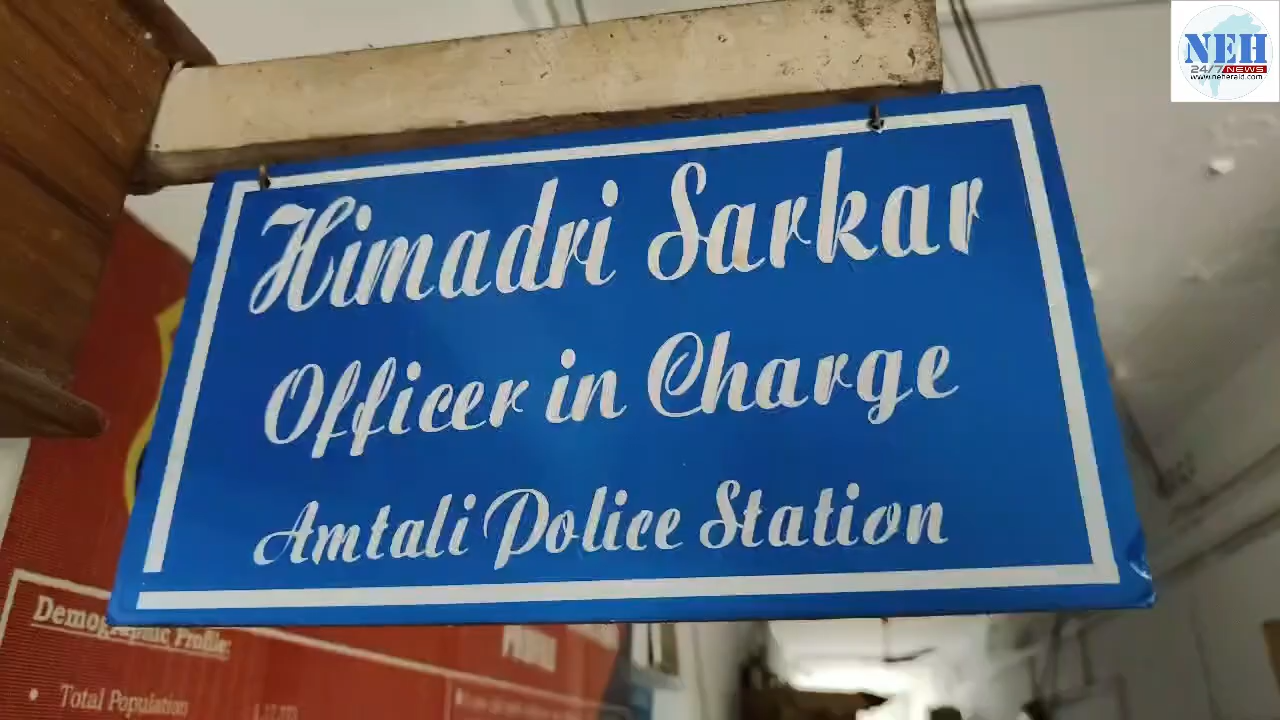 NEH
24/7 NEWS
www.neherald.com
Himadri Sarkar
Officer in Charge
Amtali Police Station
Demographic Profile:
• Total Population